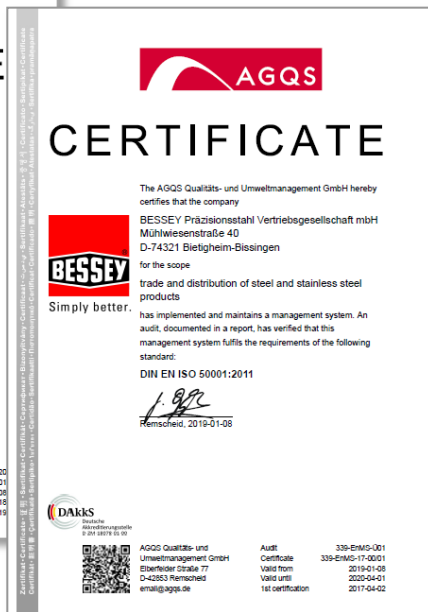 AGQS
CERTIFICATE
The AGQS Qualitäts- und Umweltmanagement GmbH hereby
certifies that the company
BESSEY Präzisionsstahl Vertriebsgesellschaft mbH
Mühlwiesenstraße 40
D-74321 Bietigheim-Bissingen
for the scope
trade and distribution of steel and stainless steel
products
has implemented and maintains a management system. An
audit, documented in a report, has verified that this
management system fulfils the requirements of the following
standard:
DIN EN ISO 50001:2011
BESSEY
Simply better.
Remscheid, 2019-01-08
DAkkS
Deutsche
Akkreditierungsstelle
AGQS Qualitäts- und
Umweltmanagement GmbH
Elberfelder Straße 77
D-42853 Remscheid
email@agqs.de
Audit 339-EnMS-Ü01
Certificate 339-EnMS-17-00/01
Valid from 2019-01-08
Valid until 2020-04-01
1st certification 2017-04-02